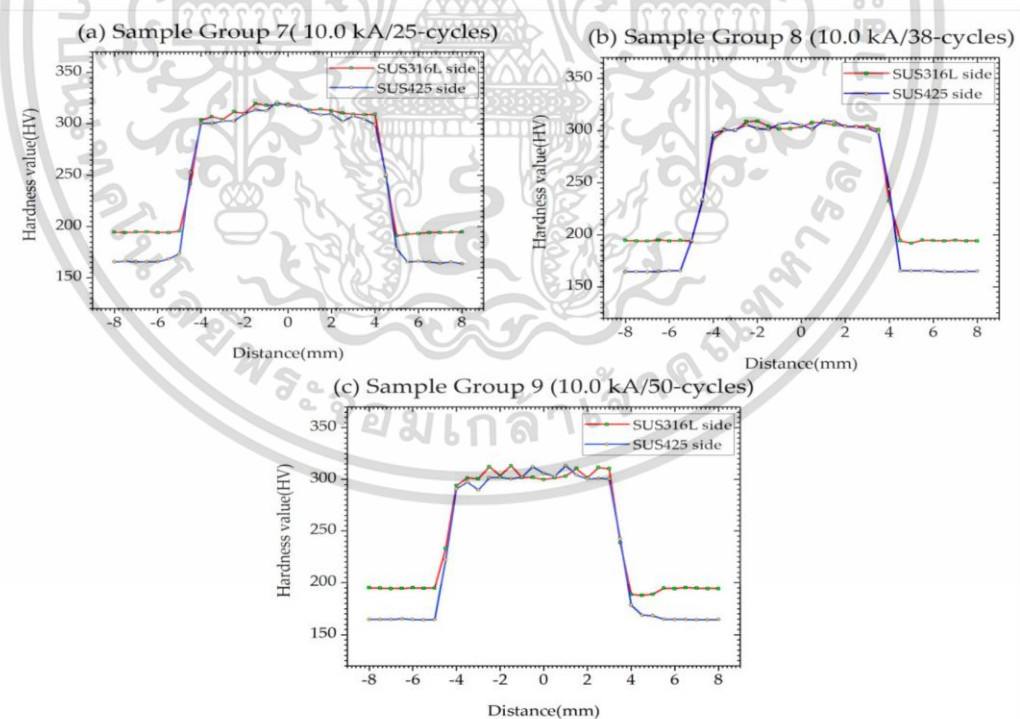 (a) Sample Group 7( 10.0 kA/25-cycles)
SUS316L side
SUS425 side
350
300
250
200
150
Hardness value(HV)
-8 -6 -4 -2 0 2 4 6 8
Distance(mm)
(b) Sample Group 8 (10.0 kA/38-cycles)
SUS316L side
SUS425 side
350
300
250
200
150
Hardness value(HV)
-8 -6 -4 -2 0 2 4 6 8
Distance(mm)
(c) Sample Group 9 (10.0 kA/50-cycles)
SUS316L side
SUS425 side
350
300
250
200
150
Hardness value(HV)
-8 -6 -4 -2 0 2 4 6 8
Distance(mm)